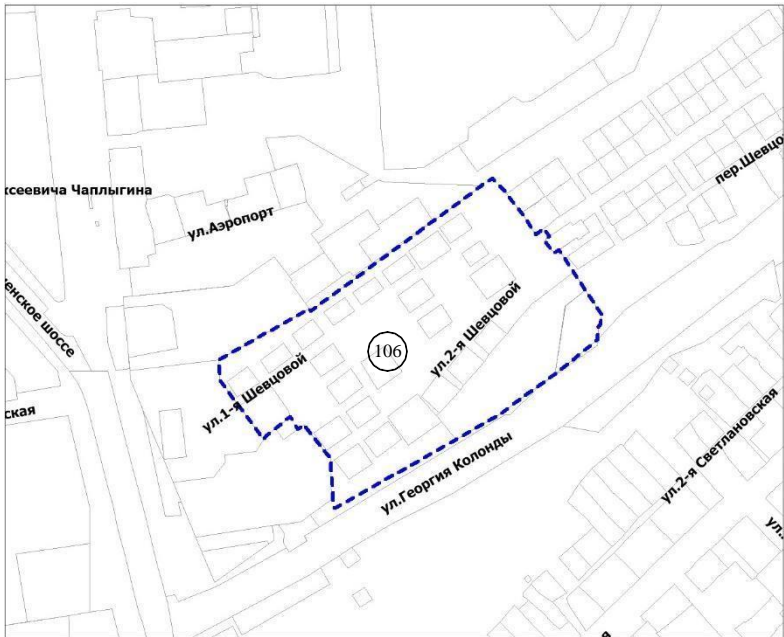 пер.Шевцо
ксеевича Чаплыгина
ул.Аэропорт
енское шоссе
ул.2-я Шевцовой
106
ул.1-я Шевцовой
ская
ул.2-я Светлановская
ул.Георгия Колонды
ул.